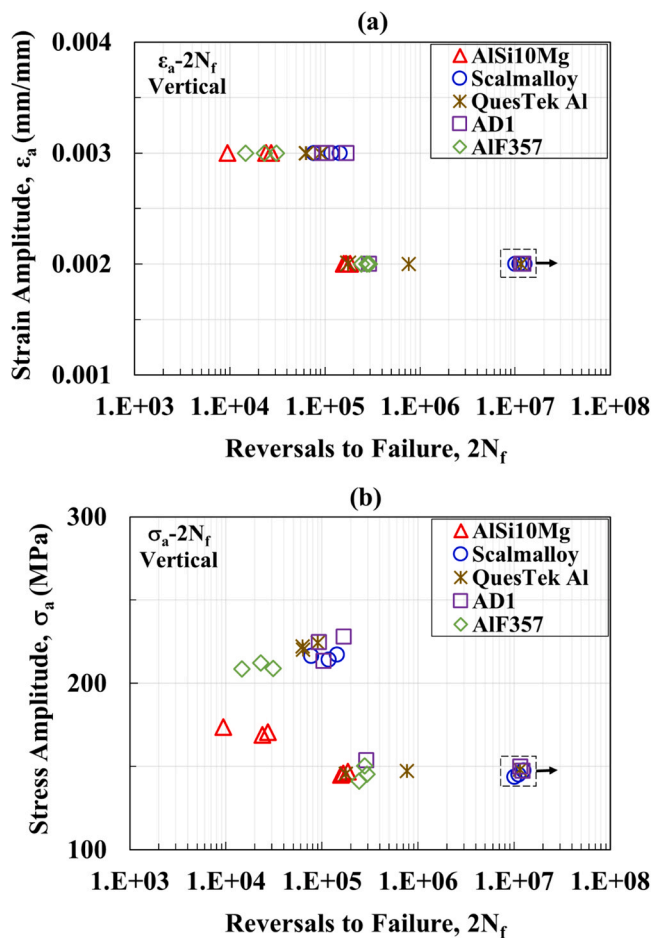 (a)
0.004
0.003
0.002
0.001
Strain Amplitude, εa (mm/mm)
εa-2Nf
Vertical
AlSi10Mg
Scalmalloy
QuesTek Al
AD1
AlF357
1.E+03 1.E+04 1.E+05 1.E+06 1.E+07 1.E+08
Reversals to Failure, 2Nf
(b)
300
200
100
Stress Amplitude, σa (MPa)
σa-2Nf
Vertical
AlSi10Mg
Scalmalloy
QuesTek Al
AD1
AlF357
1.E+03 1.E+04 1.E+05 1.E+06 1.E+07 1.E+08
Reversals to Failure, 2Nf